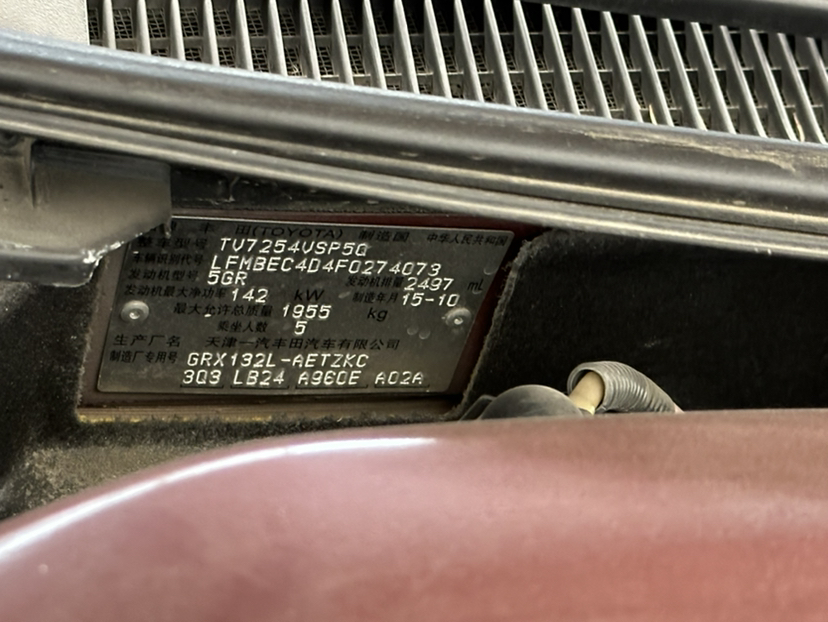 丰 田(TOYOTA) 制造国 中华人民共和国
整车型号 TV7254VSP5Q
车辆识别代号 LFMBEC4D4F0274073
发动机型号 5GR 发动机排量 2497 mL
发动机最大净功率 142 kW 制造年月 15-10
最大允许总质量 1955 kg
乘坐人数 5
生产厂名 天津一汽丰田汽车有限公司
制造厂专用号 GRX132L-AETZKC
3Q3 LB24 A960E A02A